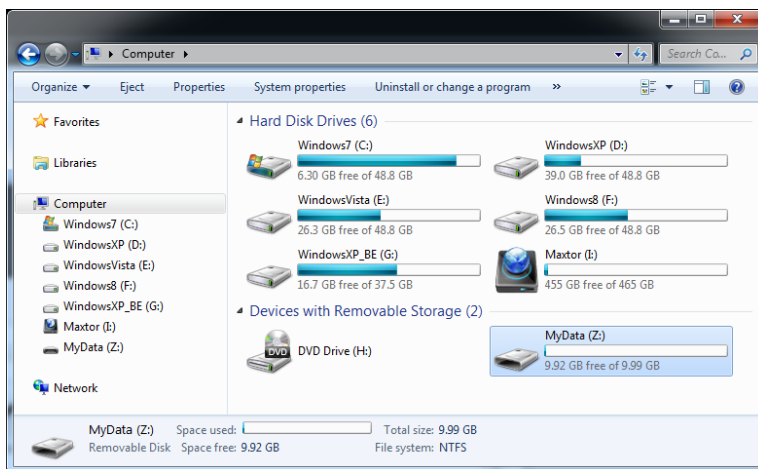 Computer
Search Co...
Organize Eject Properties System properties Uninstall or change a program »
Favorites
Libraries
Computer
Windows7 (C:)
WindowsXP (D:)
WindowsVista (E:)
Windows8 (F:)
WindowsXP_BE (G:)
Maxtor (I:)
MyData (Z:)
Network
Hard Disk Drives (6)
Windows7 (C:)
6.30 GB free of 48.8 GB
WindowsXP (D:)
39.0 GB free of 48.8 GB
WindowsVista (E:)
26.3 GB free of 48.8 GB
Windows8 (F:)
26.5 GB free of 48.8 GB
WindowsXP_BE (G:)
16.7 GB free of 37.5 GB
Maxtor (I:)
455 GB free of 465 GB
Devices with Removable Storage (2)
DVD
DVD Drive (H:)
MyData (Z:)
9.92 GB free of 9.99 GB
MyData (Z:) Space used: Total size: 9.99 GB
Removable Disk Space free: 9.92 GB File system: NTFS